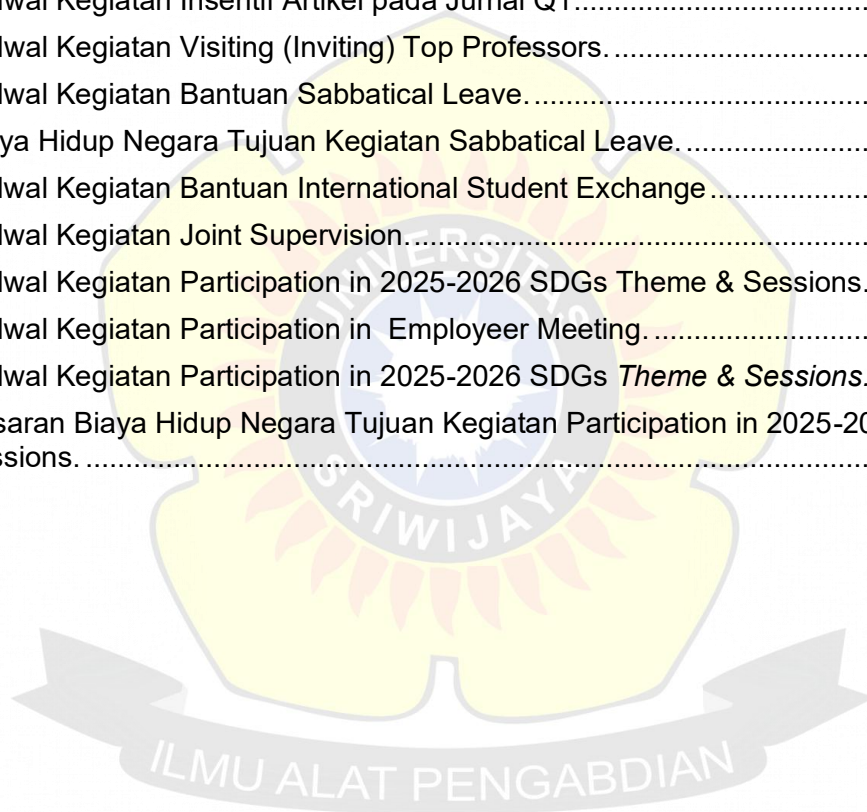 dwal Kegiatan Insentif Artikel pada Jurnal Q1...............................
dwal Kegiatan Visiting (Inviting) Top Professors. ...............................
dwal Kegiatan Bantuan Sabbatical Leave. .........................................
ya Hidup Negara Tujuan Kegiatan Sabbatical Leave. ......................
dwal Kegiatan Bantuan International Student Exchange ...................
dwal Kegiatan Joint Supervision. .......................................................
dwal Kegiatan Participation in 2025-2026 SDGs Theme & Sessions.
dwal Kegiatan Participation in Employeer Meeting. ..........................
dwal Kegiatan Participation in 2025-2026 SDGs Theme & Sessions.
saran Biaya Hidup Negara Tujuan Kegiatan Participation in 2025-20
ssions. ................................................................................................
UNIVERSITAS
SRIWIJAYA
ILMU ALAT PENGABDIAN